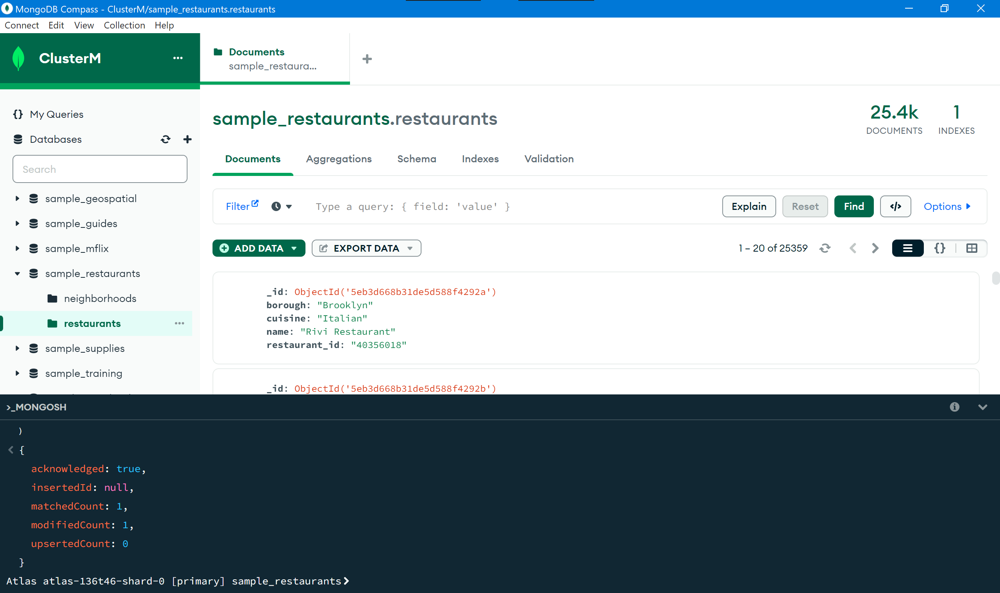 MongoDB Compass - ClusterM/sample_restaurants.restaurants
Connect Edit View Collection Help
ClusterM
Documents
sample_restaura...
My Queries
Databases
Search
sample_geospatial
sample_guides
sample_mflix
sample_restaurants
neighborhoods
restaurants
sample_supplies
sample_training
sample_restaurants.restaurants
25.4k
DOCUMENTS
1
INDEXES
Documents Aggregations Schema Indexes Validation
Filter
Type a query: { field: 'value' }
Explain Reset Find </> Options
ADD DATA EXPORT DATA
1 – 20 of 25359
{}
_id: ObjectId('5eb3d668b31de5d588f4292a')
borough: "Brooklyn"
cuisine: "Italian"
name: "Rivi Restaurant"
restaurant_id: "40356018"
_id: ObjectId('5eb3d668b31de5d588f4292b')
>_MONGOSH
)
{
acknowledged: true,
insertedId: null,
matchedCount: 1,
modifiedCount: 1,
upsertedCount: 0
}
Atlas atlas-136t46-shard-0 [primary] sample_restaurants>